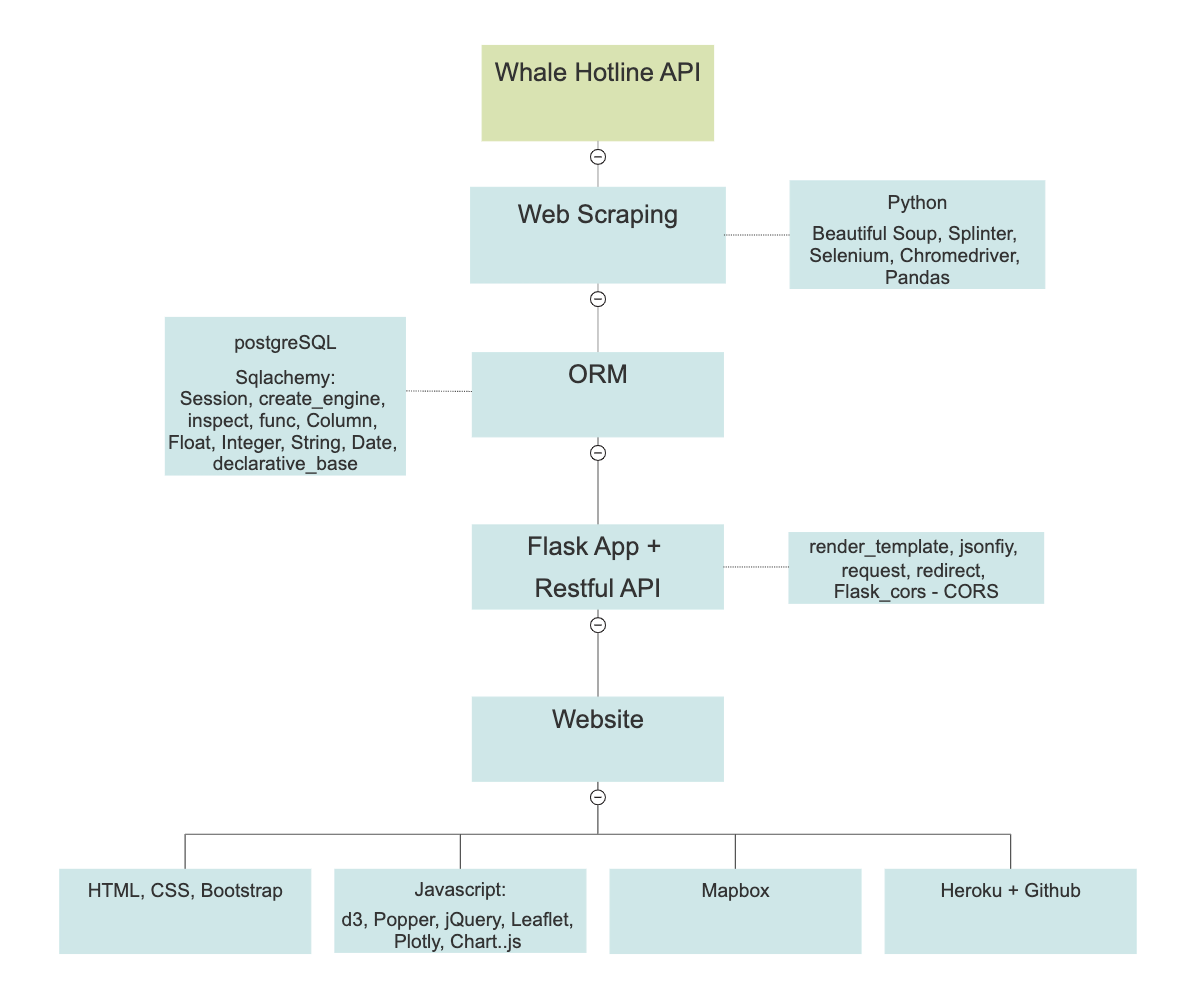 Whale Hotline API
Web Scraping
Python
Beautiful Soup, Splinter,
Selenium, Chromedriver,
Pandas
postgreSQL
Sqlachemy:
Session, create_engine,
inspect, func, Column,
Float, Integer, String, Date,
declarative_base
ORM
Flask App +
Restful API
render_template, jsonfiy,
request, redirect,
Flask_cors - CORS
Website
HTML, CSS, Bootstrap
Javascript:
d3, Popper, jQuery, Leaflet,
Plotly, Chart..js
Mapbox
Heroku + Github